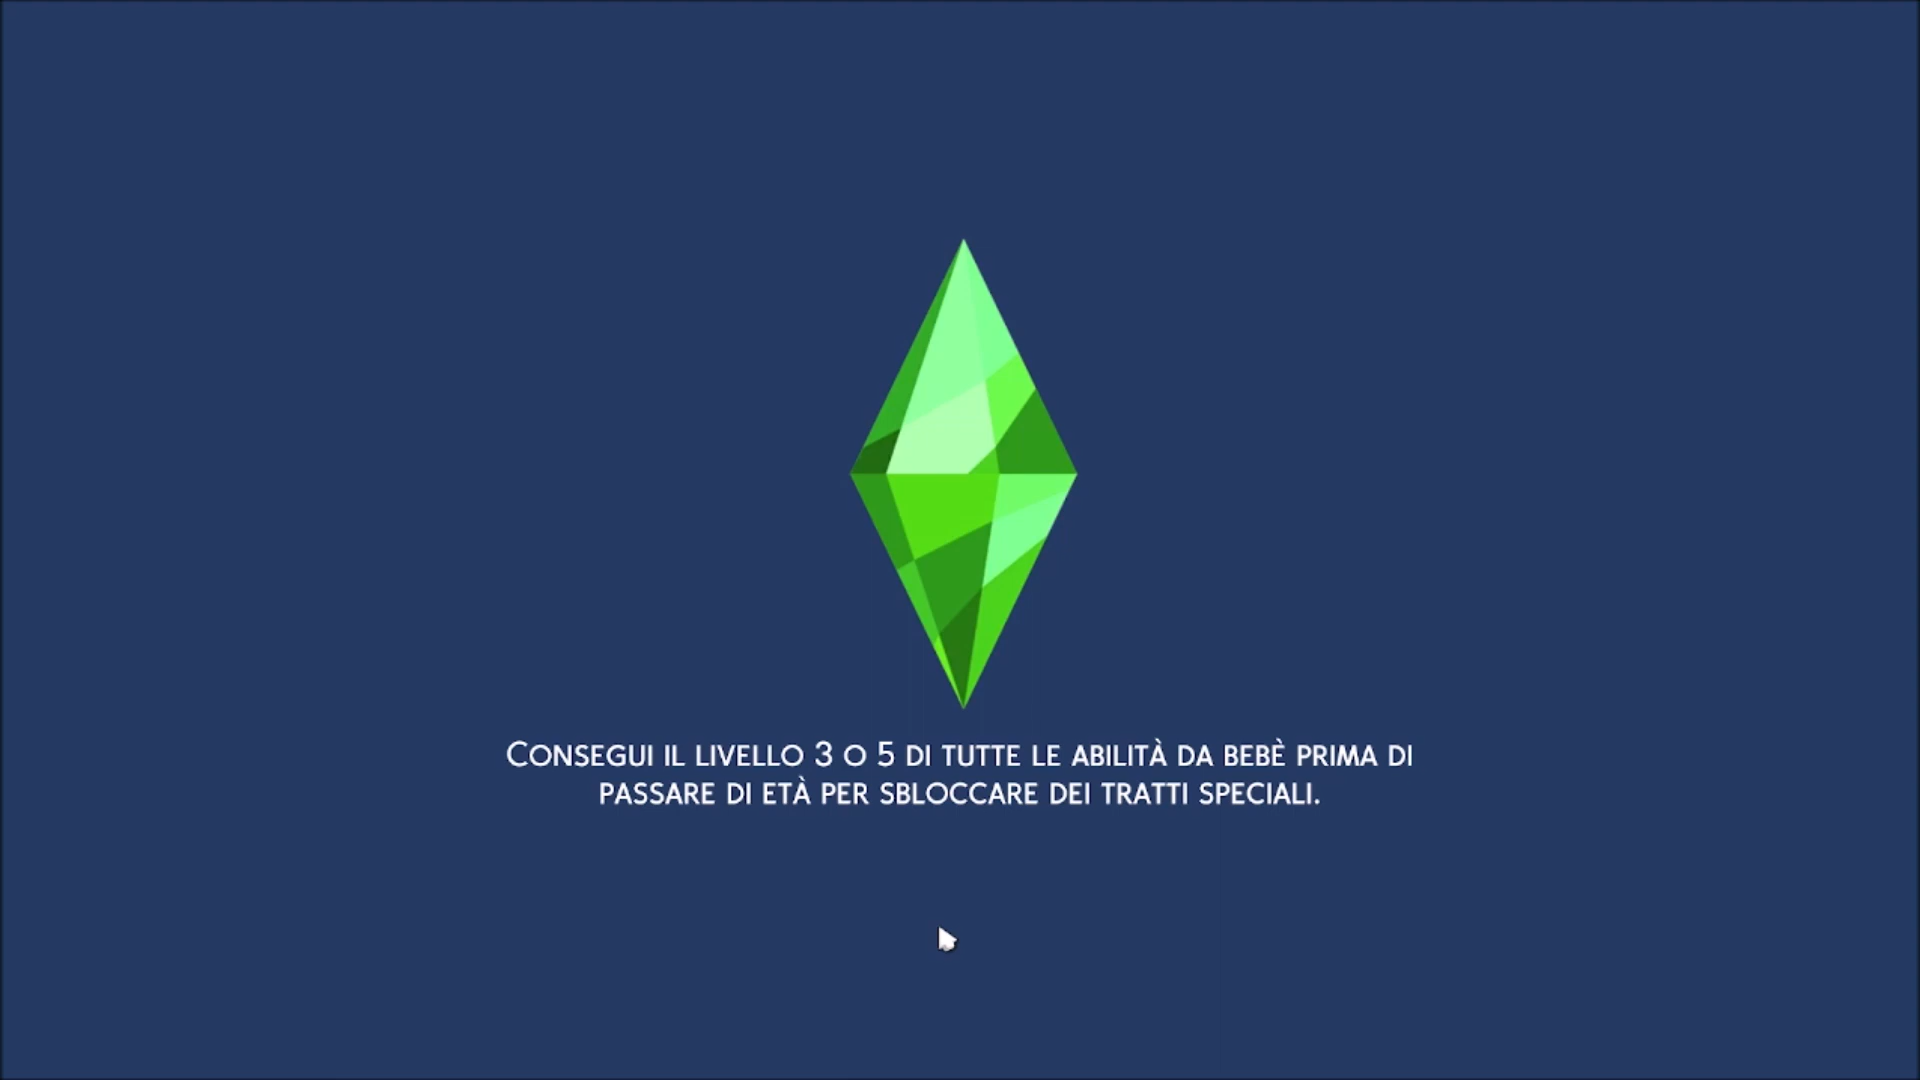 Consegui il livello 3 o 5 di tutte le abilità da bebè prima di
passare di età per sbloccare dei tratti speciali.